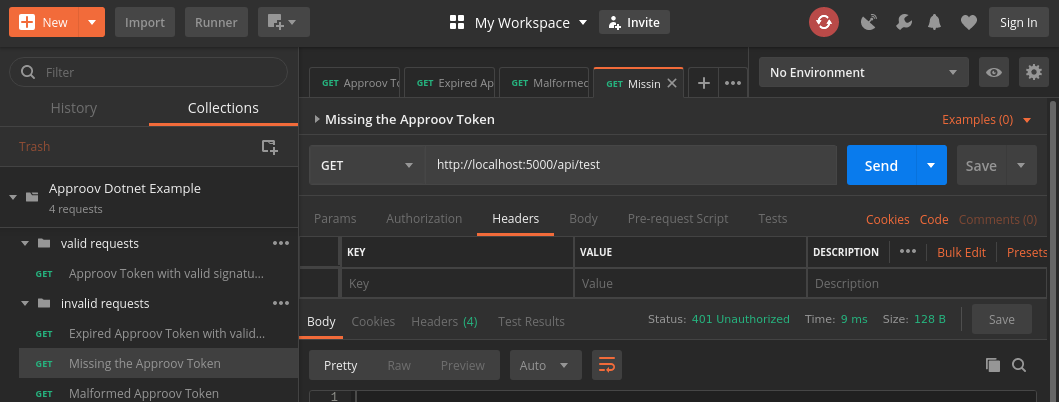 New Import Runner My Workspace Invite Sign In
Filter
History Collections
Trash
Approov Dotnet Example
4 requests
valid requests
GET Approov Token with valid signatu...
invalid requests
GET Expired Approov Token with valid...
GET Missing the Approov Token
GET Malformed Approov Token
GET Approov To GET Expired Ap GET Malformed GET Missin No Environment
Missing the Approov Token Examples (0)
GET http://localhost:5000/api/test Send Save
Params Authorization Headers Body Pre-request Script Tests Cookies Code Comments (0)
KEY VALUE DESCRIPTION Bulk Edit Presets
Key Value Description
Body Cookies Headers (4) Test Results Status: 401 Unauthorized Time: 9 ms Size: 128 B Save
Pretty Raw Preview Auto
1